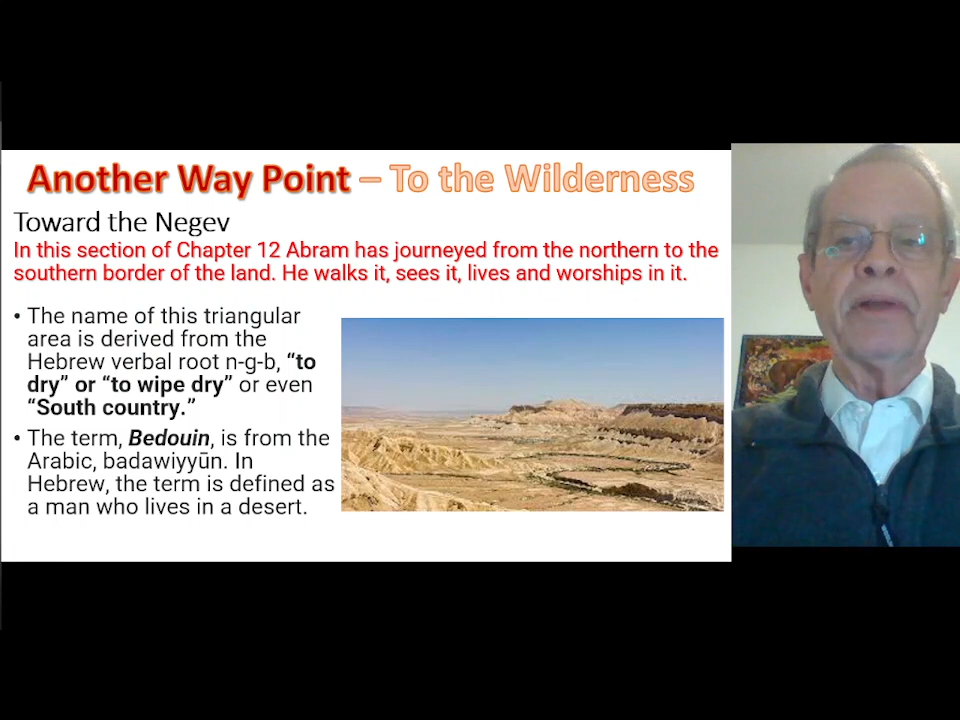 Another Way Point – To the Wilderness
Toward the Negev
In this section of Chapter 12 Abram has journeyed from the northern to the
southern border of the land. He walks it, sees it, lives and worships in it.
• The name of this triangular
area is derived from the
Hebrew verbal root n-g-b, “to
dry” or “to wipe dry” or even
“South country.”
• The term, Bedouin, is from the
Arabic, badawiyyūn. In
Hebrew, the term is defined as
a man who lives in a desert.